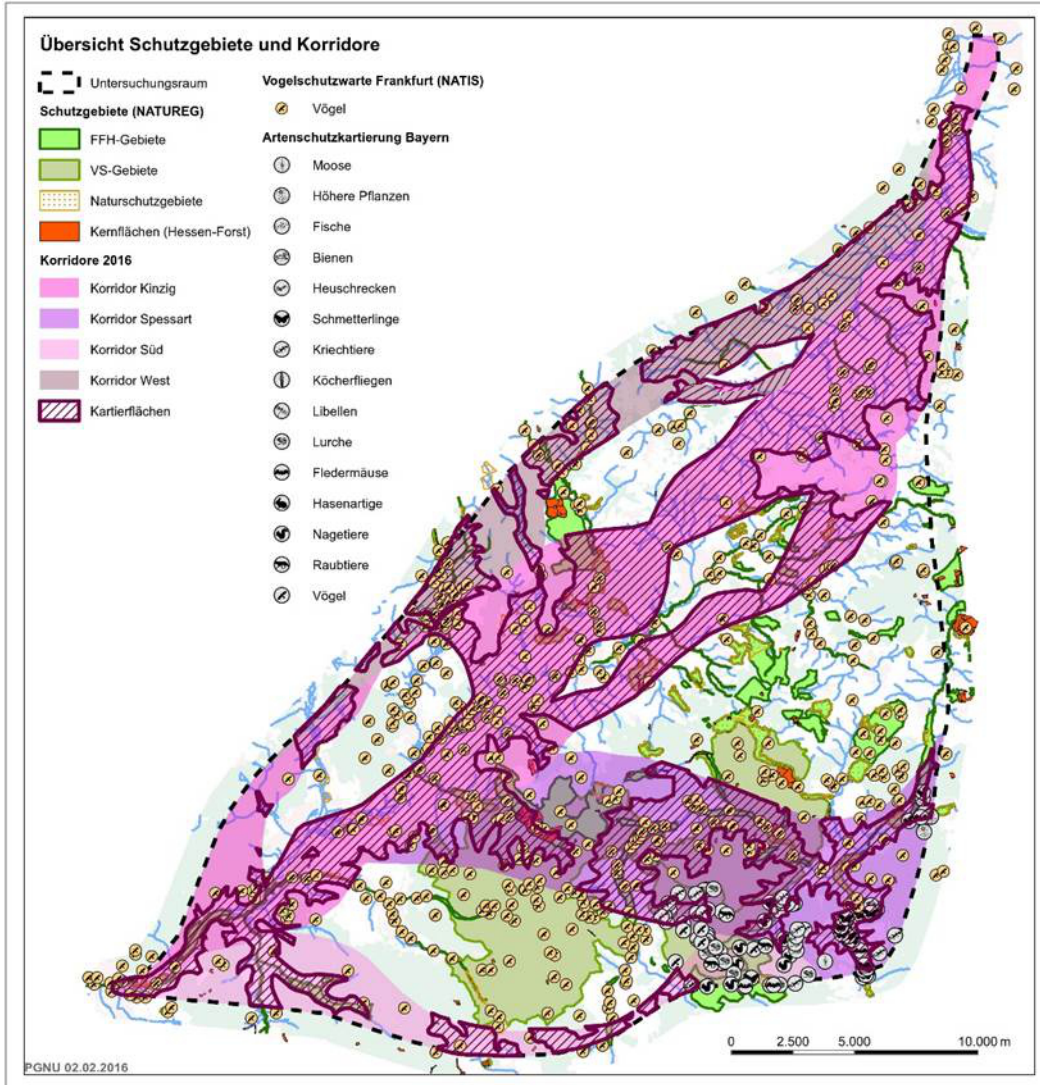 Übersicht Schutzgebiete und Korridore
Untersuchungsraum
Schutzgebiete (NATUREG)
FFH-Gebiete
VS-Gebiete
Naturschutzgebiete
Kernflächen (Hessen-Forst)
Korridore 2016
Korridor Kinzig
Korridor Spessart
Korridor Süd
Korridor West
Kartierflächen
Vogelschutzwarte Frankfurt (NATIS)
Vögel
Artenschutzkartierung Bayern
Moose
Höhere Pflanzen
Fische
Bienen
Heuschrecken
Schmetterlinge
Kriechtiere
Köcherfliegen
Libellen
Lurche
Fledermäuse
Hasenartige
Nagetiere
Raubtiere
Vögel
0 2.500 5.000 10.000 m
PGNU 02.02.2016